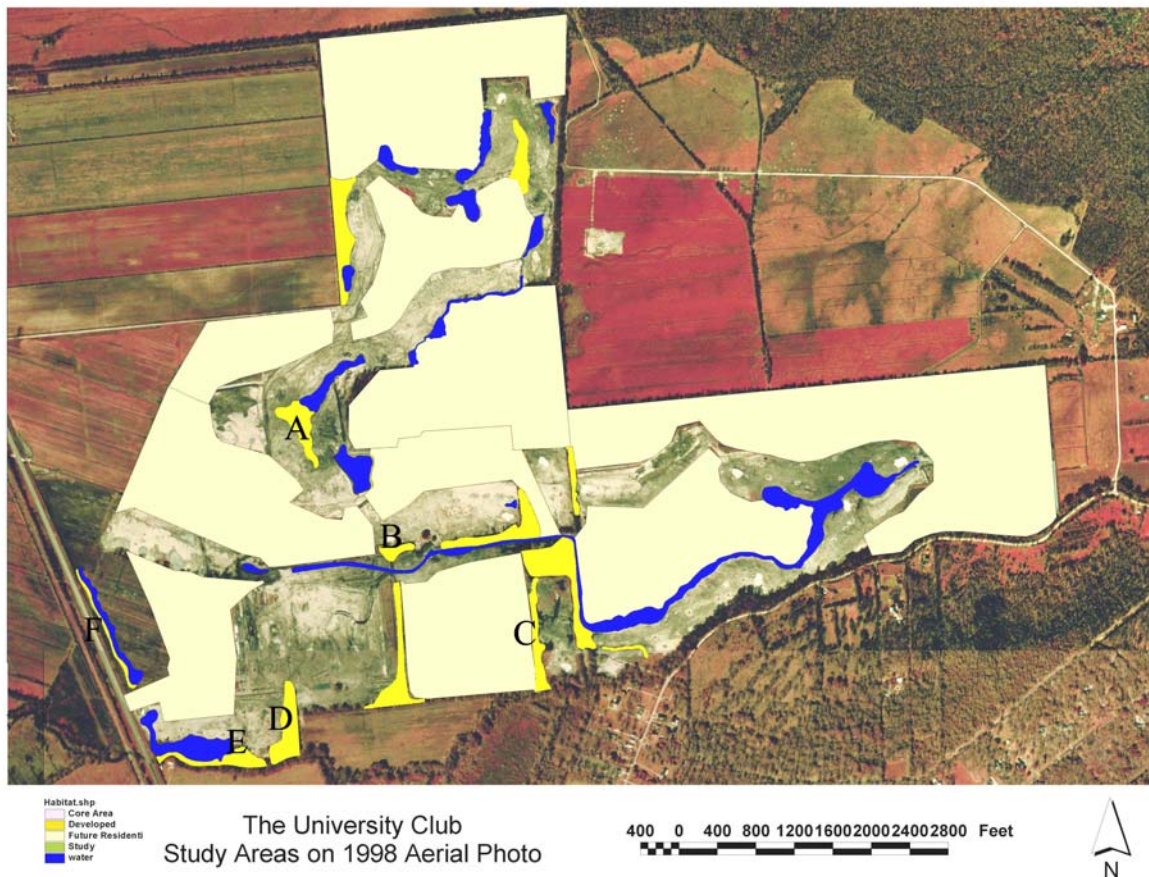 A
B
C
F
D
E
Habitat.shp
Core Area
Developed
Future Residenti
Study
water
The University Club
Study Areas on 1998 Aerial Photo
400 0 400 800 1200 1600 2000 2400 2800 Feet
N